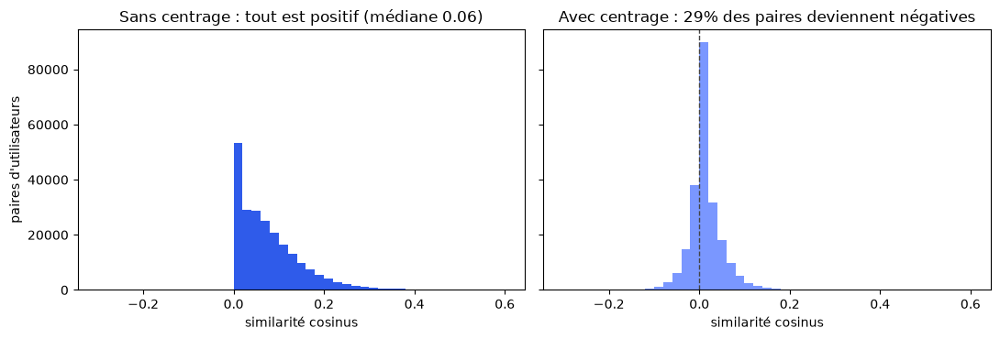 Sans centrage : tout est positif (médiane 0.06)
Avec centrage : 29% des paires deviennent négatives
paires d'utilisateurs
80000
60000
40000
20000
0
−0.2 0.0 0.2 0.4 0.6
−0.2 0.0 0.2 0.4 0.6
similarité cosinus
similarité cosinus